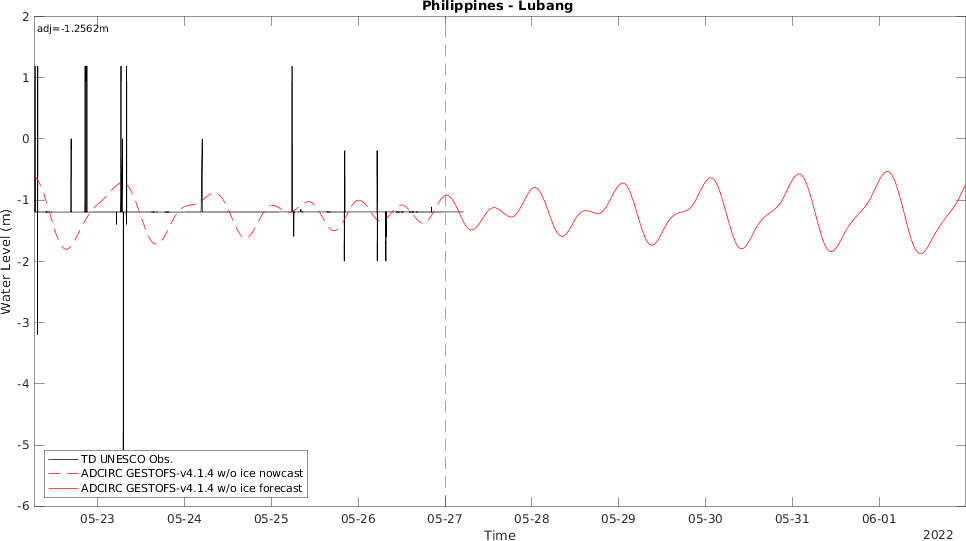 Philippines - Lubang
adj=-1.2562m
2
1
0
-1
-2
-3
-4
-5
-6
Water Level (m)
TD UNESCO Obs.
ADCIRC GESTOFS-v4.1.4 w/o ice nowcast
ADCIRC GESTOFS-v4.1.4 w/o ice forecast
05-23 05-24 05-25 05-26 05-27 05-28 05-29 05-30 05-31 06-01
Time
2022